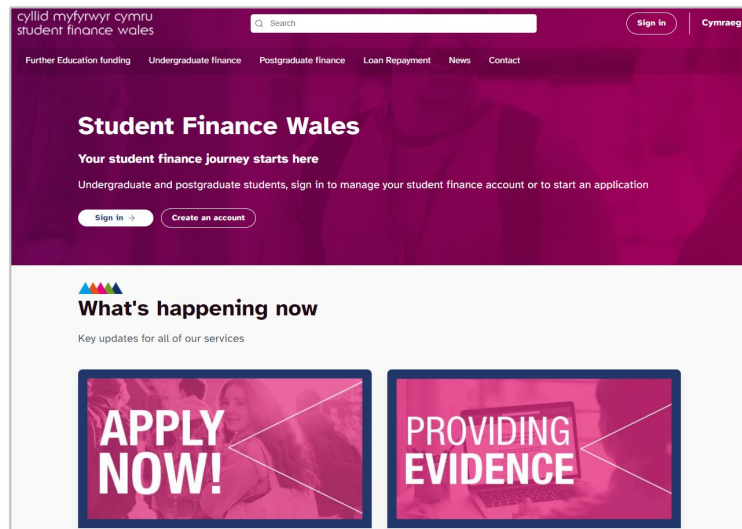 cyllid myfyrwyr cymru
student finance wales
Search
Sign in
Cymraeg
Further Education funding Undergraduate finance Postgraduate finance Loan Repayment News Contact
Student Finance Wales
Your student finance journey starts here
Undergraduate and postgraduate students, sign in to manage your student finance account or to start an application
Sign in →
Create an account
What's happening now
Key updates for all of our services
APPLY
NOW!
PROVIDING
EVIDENCE